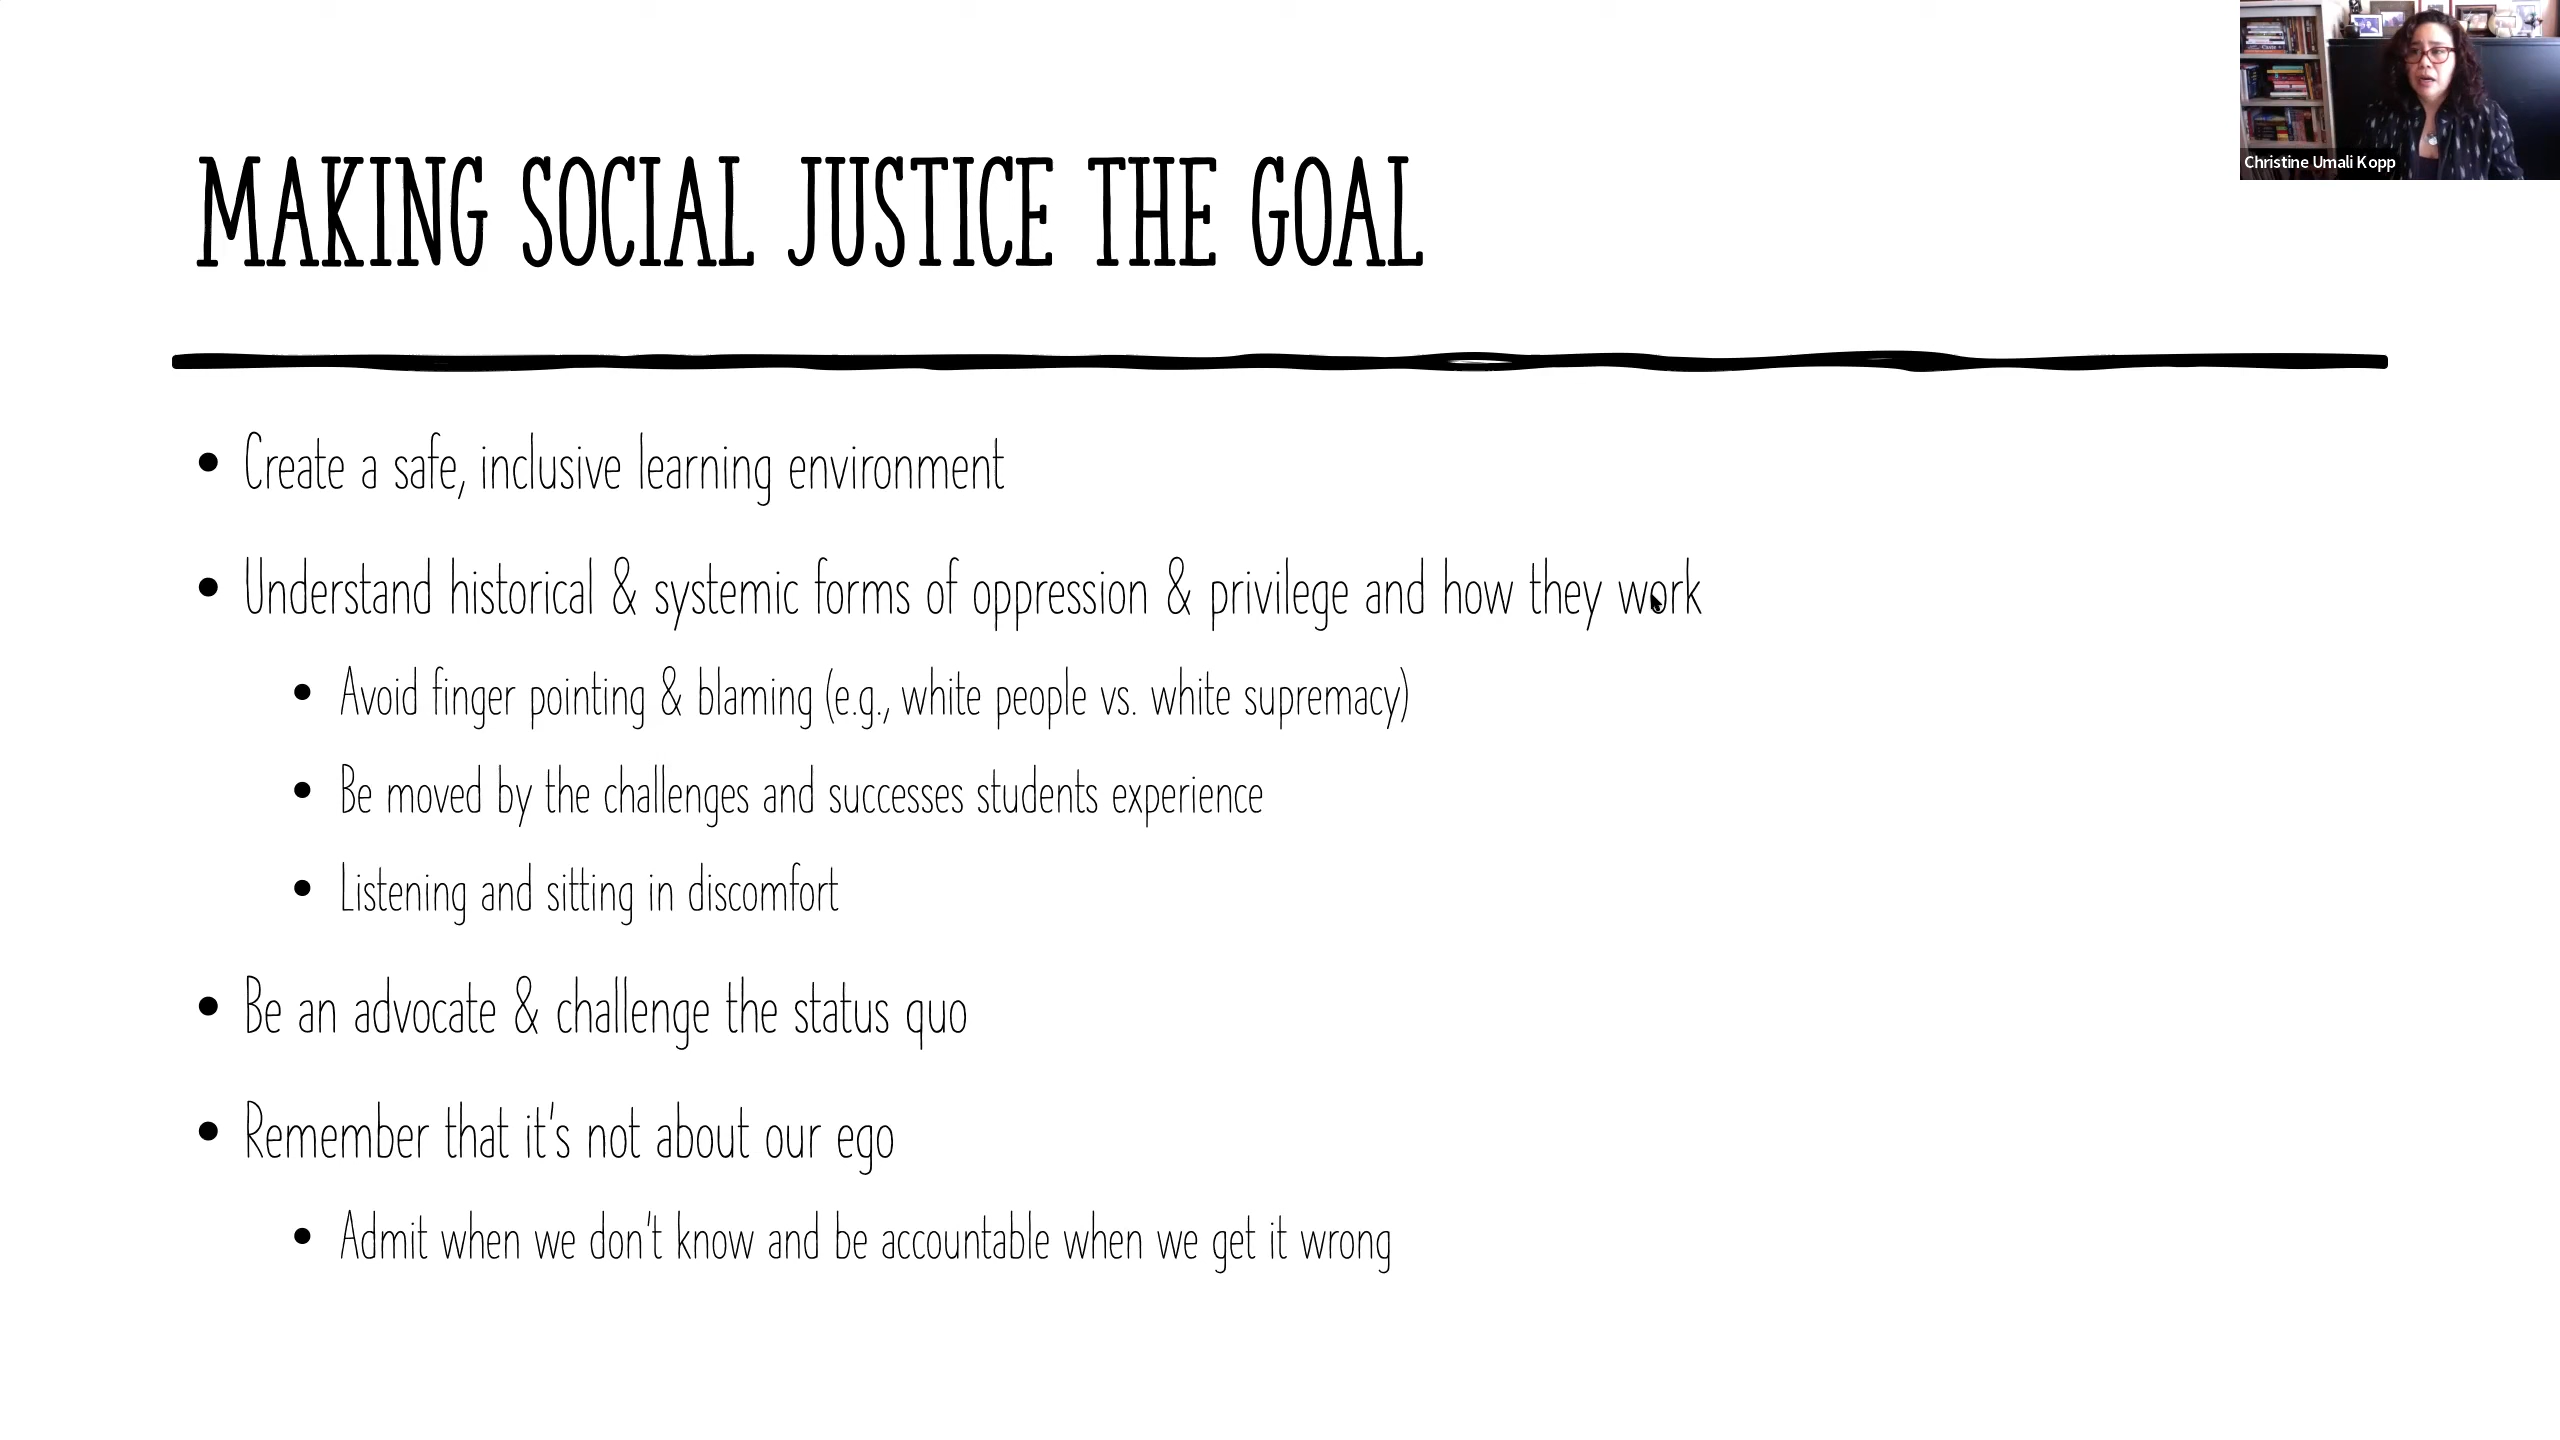 Christine Umali Kopp
MAKING SOCIAL JUSTICE THE GOAL
• Create a safe, inclusive learning environment
• Understand historical & systemic forms of oppression & privilege and how they work
• Avoid finger pointing & blaming (e.g., white people vs. white supremacy)
• Be moved by the challenges and successes students experience
• Listening and sitting in discomfort
• Be an advocate & challenge the status quo
• Remember that it's not about our ego
• Admit when we don't know and be accountable when we get it wrong